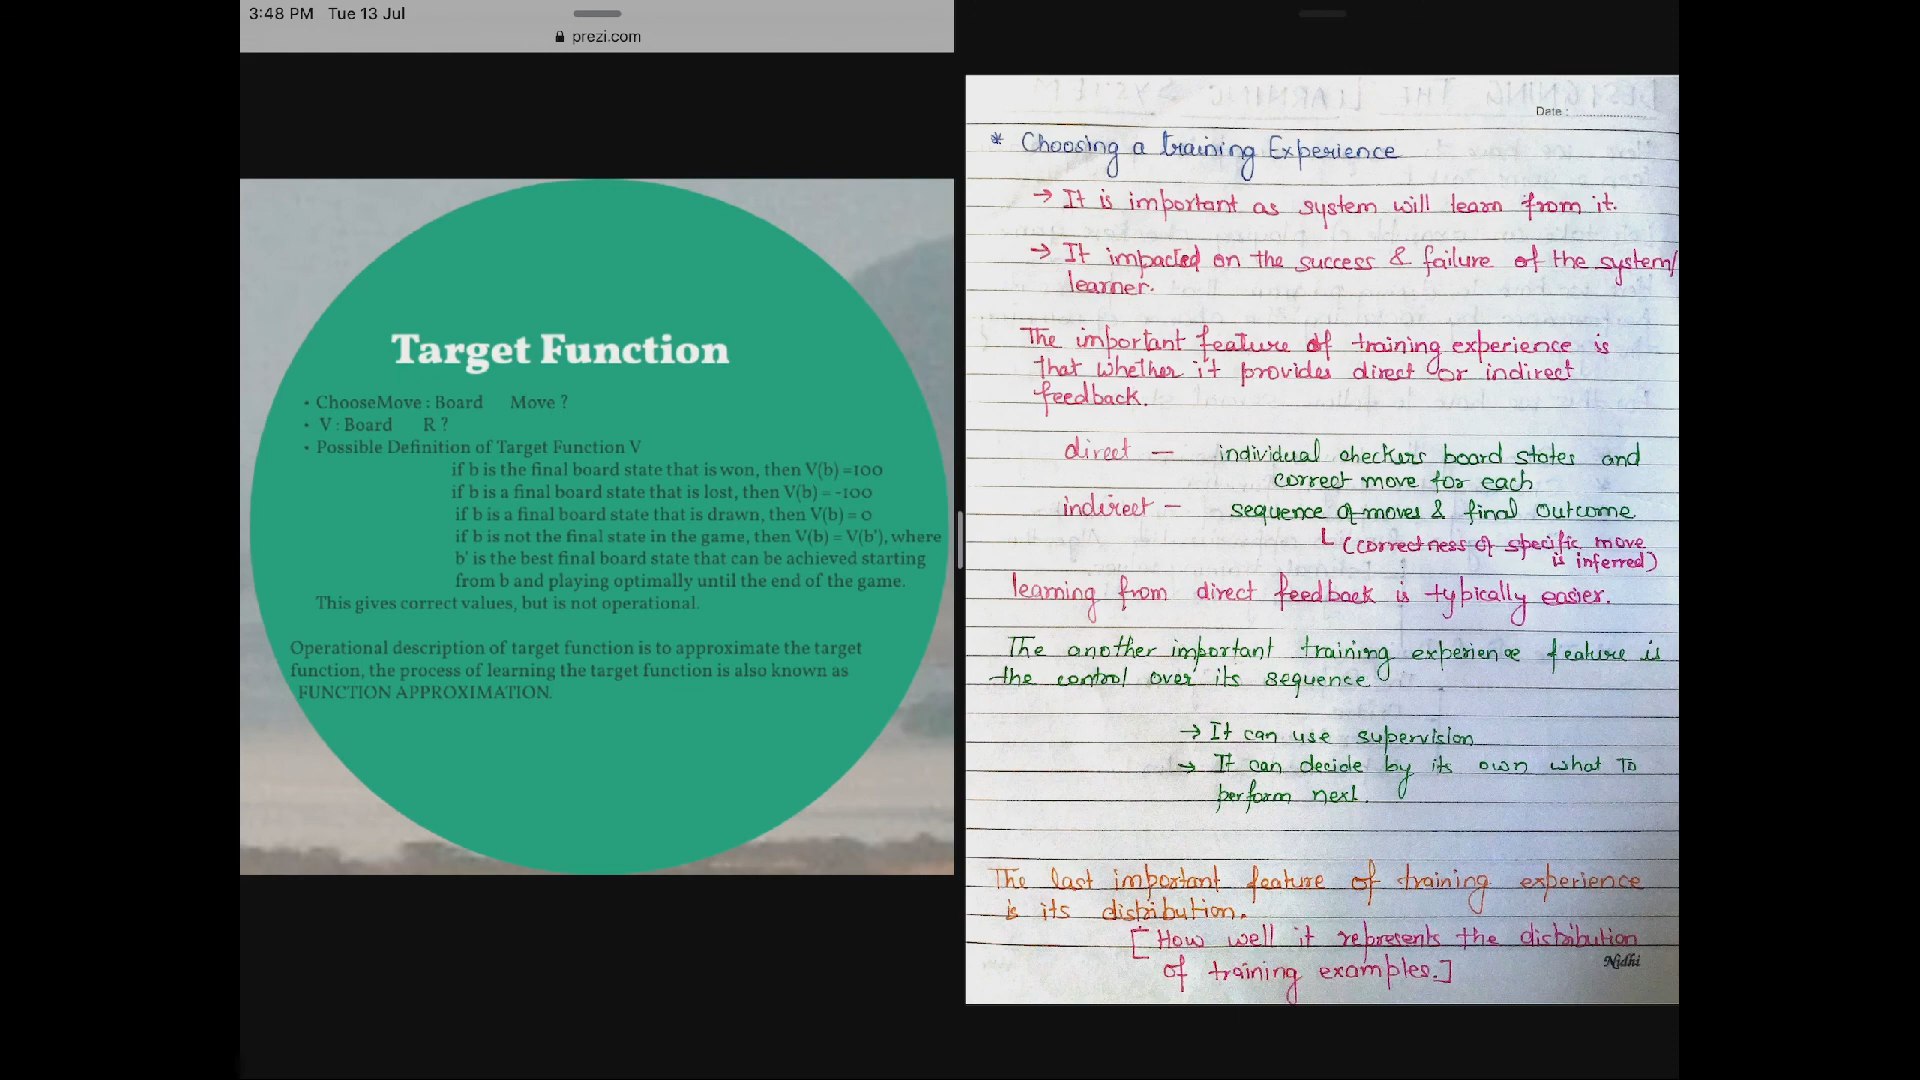 3:48 PM Tue 13 Jul
prezi.com
Target Function
• ChooseMove : Board Move ?
• V : Board R ?
• Possible Definition of Target Function V
if b is the final board state that is won, then V(b) =100
if b is a final board state that is lost, then V(b) = -100
if b is a final board state that is drawn, then V(b) = 0
if b is not the final state in the game, then V(b) = V(b'), where
b' is the best final board state that can be achieved starting
from b and playing optimally until the end of the game.
This gives correct values, but is not operational.
Operational description of target function is to approximate the target
function, the process of learning the target function is also known as
FUNCTION APPROXIMATION.
Date :
* Choosing a training Experience
→ It is important as system will learn from it.
→ It impacted on the success & failure of the system/
learner.
The important feature of training experience is
that whether it provides direct or indirect
feedback.
direct — individual checkers board states and
correct move for each
indirect — sequence of moves & final outcome
(correctness of specific move
is inferred)
learning from direct feedback is typically easier.
The another important training experience feature is
the control over its sequence
→ It can use supervision
→ It can decide by its own what to
perform next.
The last important feature of training experience
is its distribution.
[How well it represents the distribution
of training examples.]
Nidhi